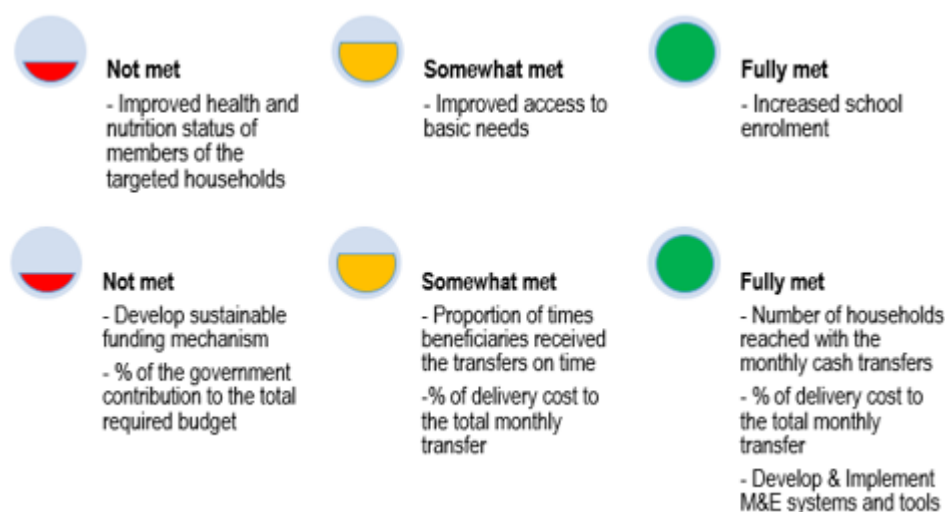 Not met
- Improved health and
nutrition status of
members of the
targeted households
Somewhat met
- Improved access to
basic needs
Fully met
- Increased school
enrolment
Not met
- Develop sustainable
funding mechanism
- % of the government
contribution to the total
required budget
Somewhat met
- Proportion of times
beneficiaries received
the transfers on time
-% of delivery cost to
the total monthly
transfer
Fully met
- Number of households
reached with the
monthly cash transfers
- % of delivery cost to
the total monthly
transfer
- Develop & Implement
M&E systems and tools